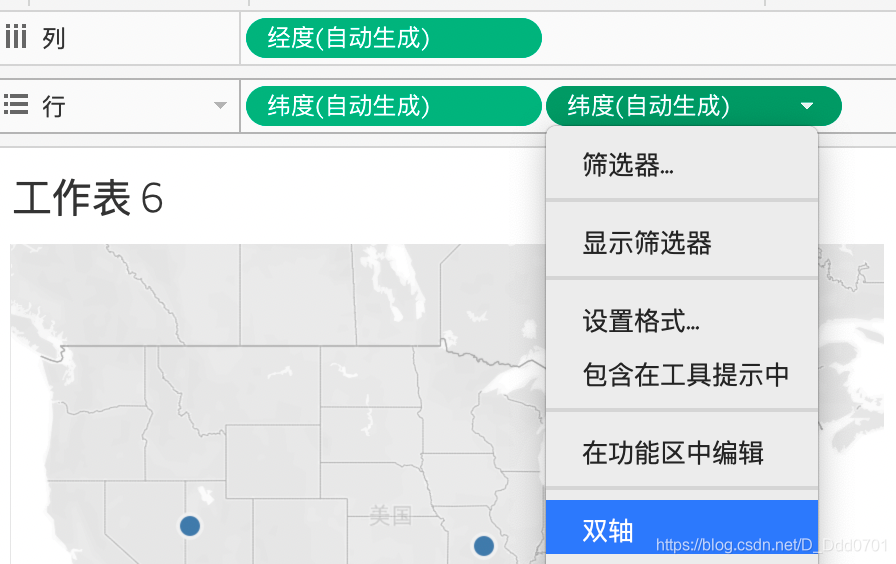 列
经度(自动生成)
行
纬度(自动生成)
纬度(自动生成)
筛选器...
工作表 6
显示筛选器
设置格式...
包含在工具提示中
在功能区中编辑
美国
双轴
https://blog.csdn.net/D_Ddd0701